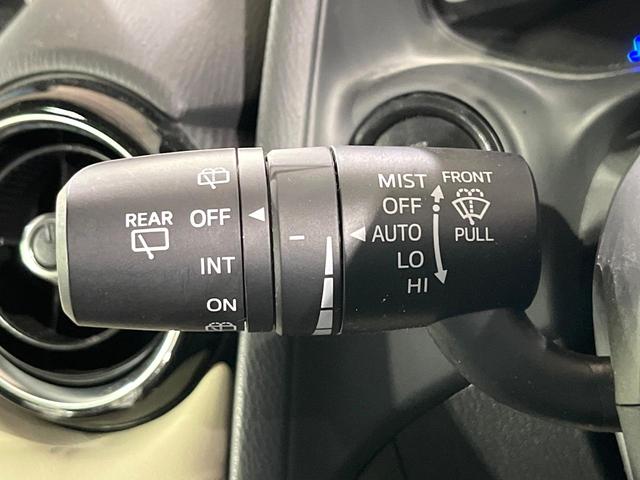 REAR
OFF
INT
ON
MIST
OFF
AUTO
LO
HI
FRONT
PULL